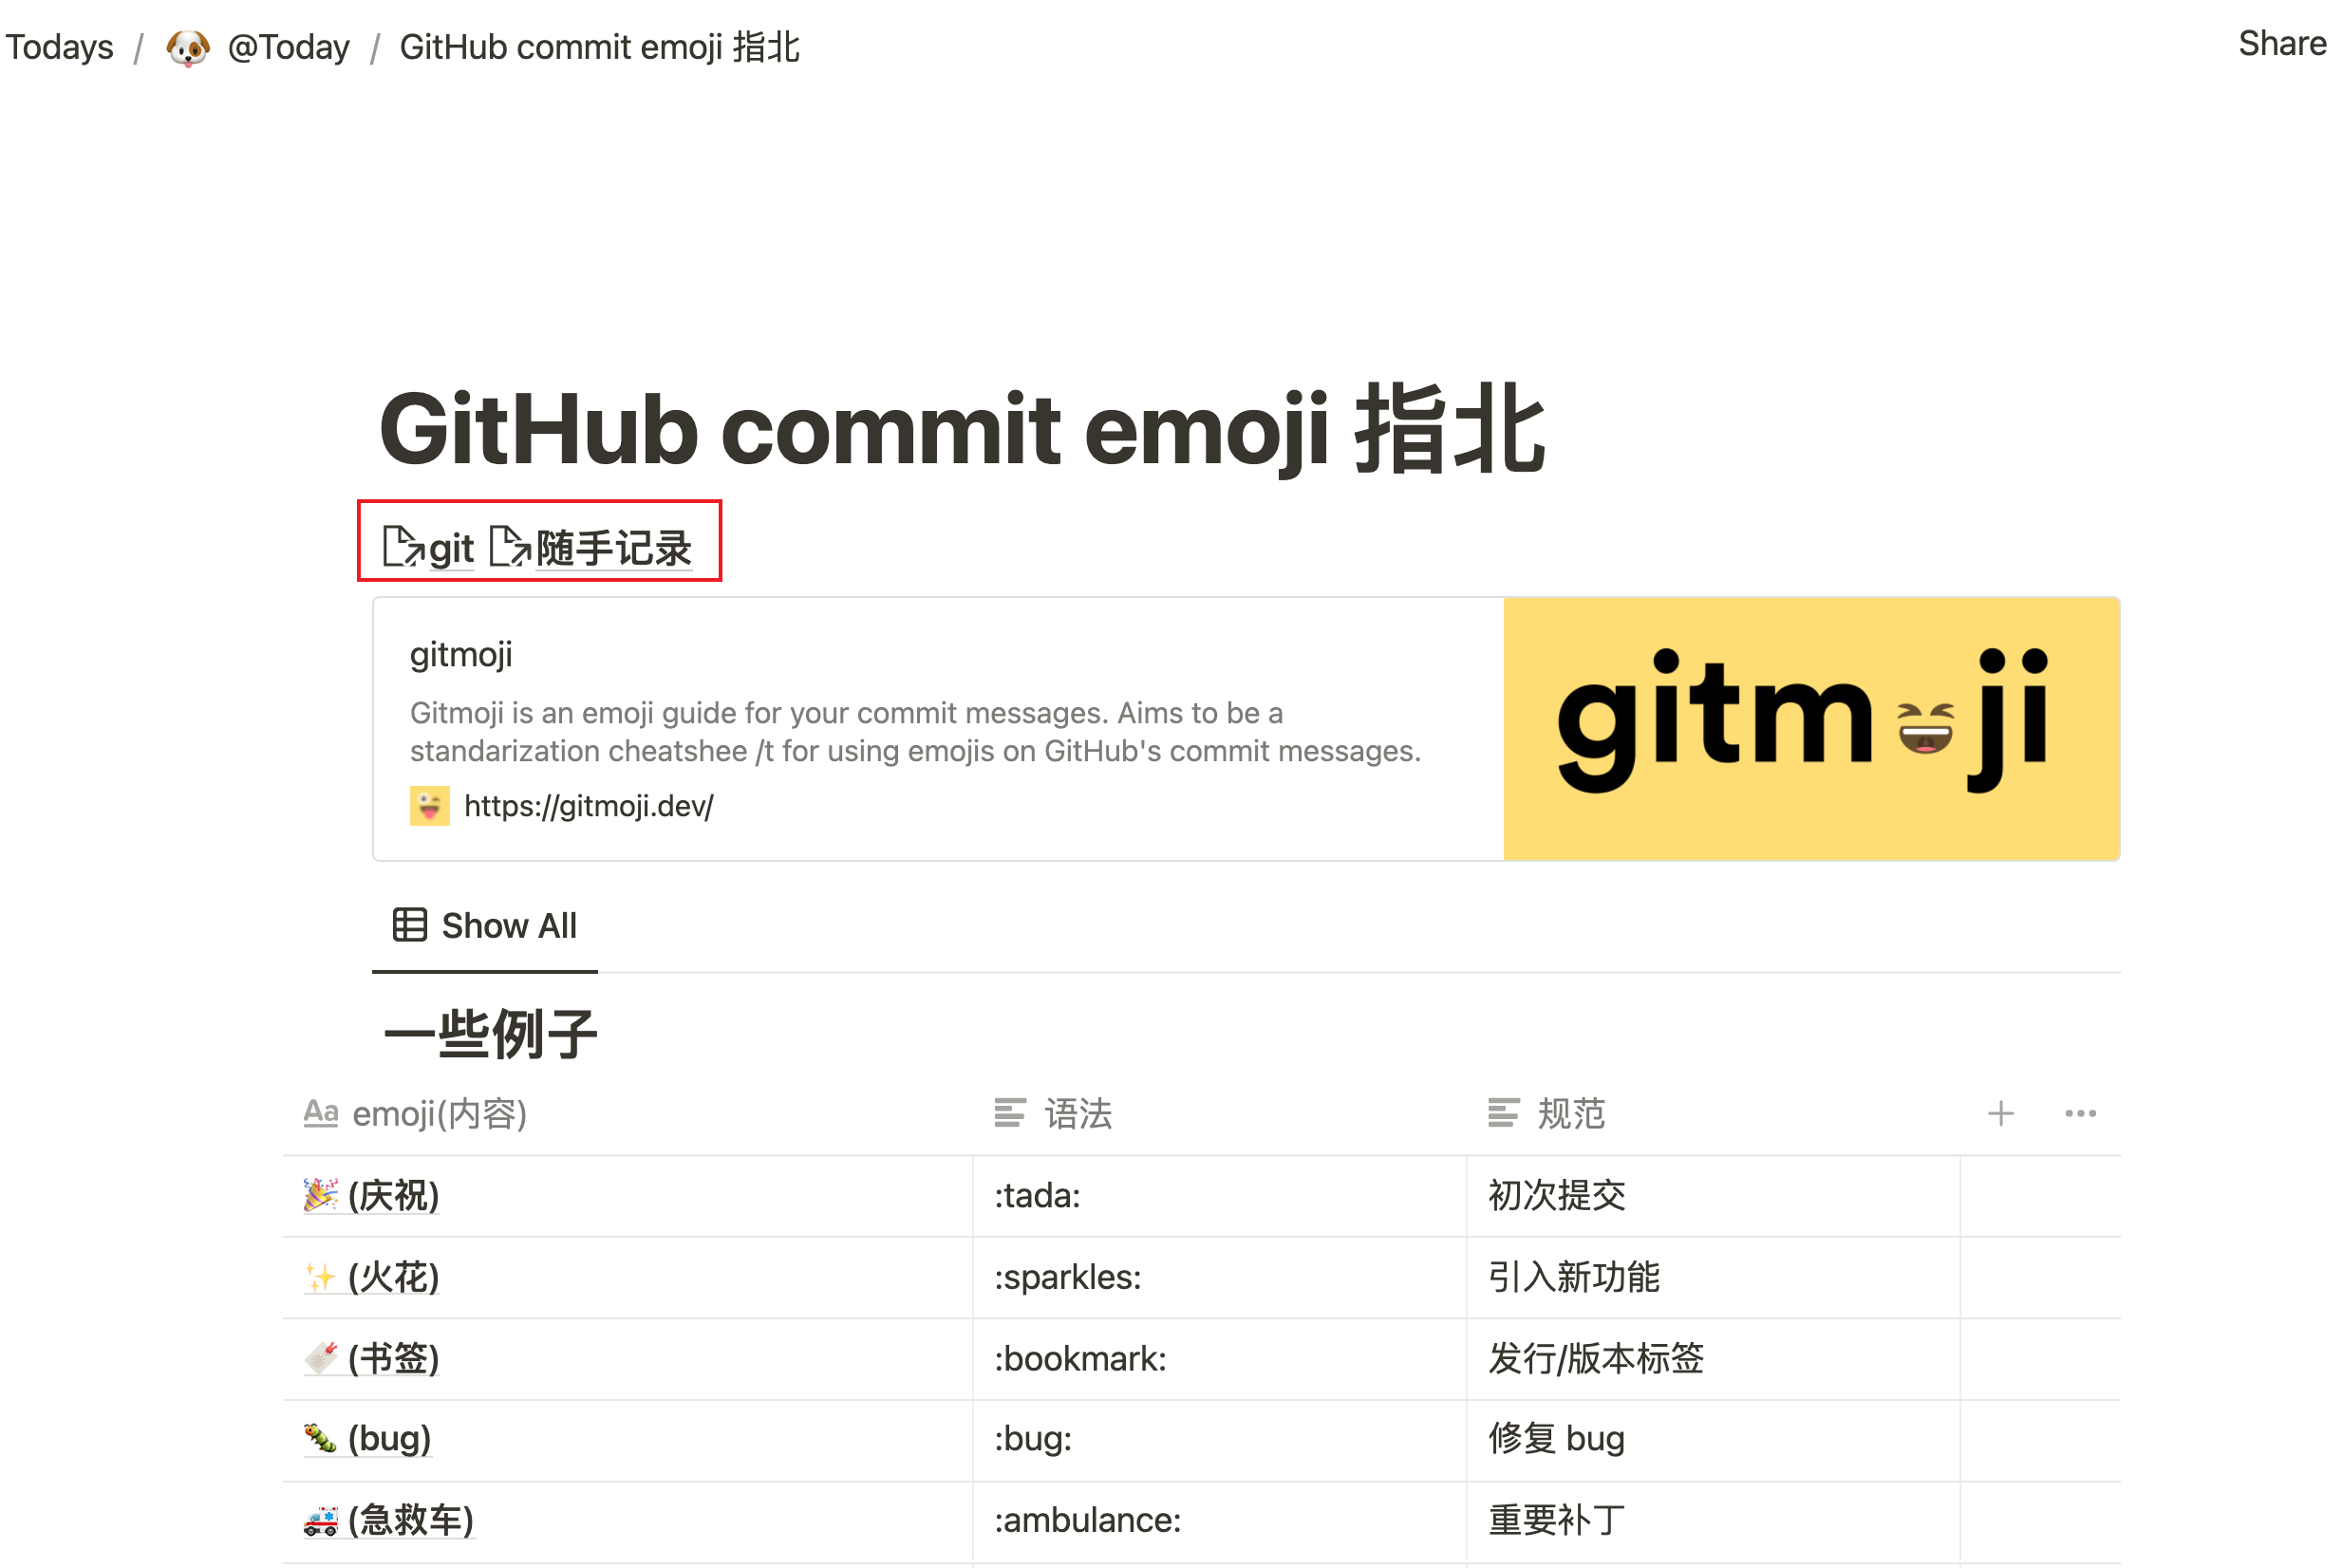 Todays / 🐶 @Today / GitHub commit emoji 指北
Share
GitHub commit emoji 指北
git 随手记录
gitmoji
Gitmoji is an emoji guide for your commit messages. Aims to be a
standarization cheatshee /t for using emojis on GitHub's commit messages.
https://gitmoji.dev/
gitm😆ji
Show All
一些例子
Aa emoji(内容) 语法 规范
🎉 (庆祝) :tada: 初次提交
✨ (火花) :sparkles: 引入新功能
🔖 (书签) :bookmark: 发行/版本标签
🐛 (bug) :bug: 修复 bug
🚑 (急救车) :ambulance: 重要补丁